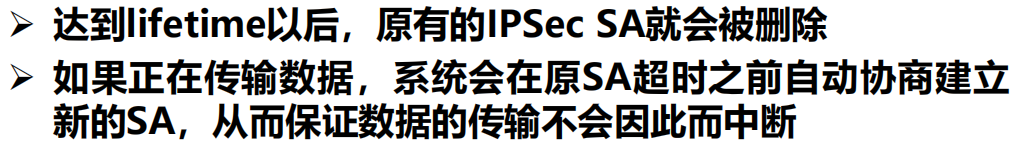 ➢ 达到lifetime以后，原有的IPSec SA就会被删除
➢ 如果正在传输数据，系统会在原SA超时之前自动协商建立
新的SA，从而保证数据的传输不会因此而中断